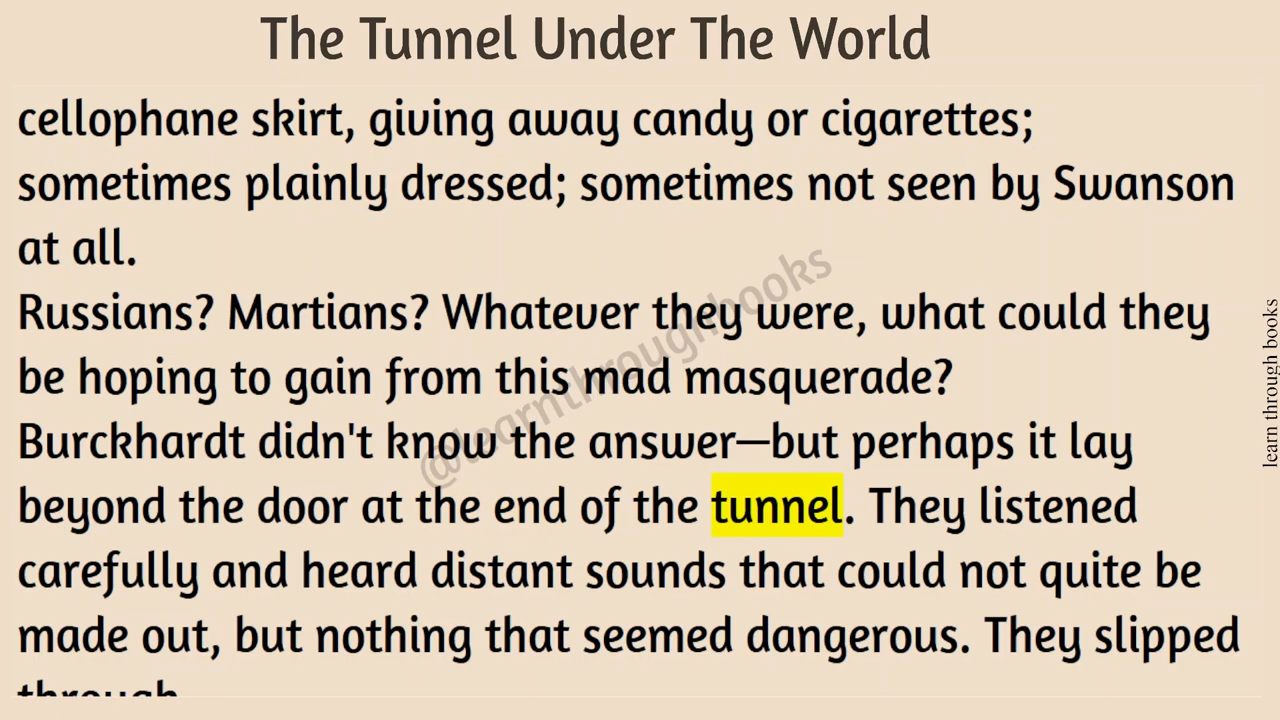 The Tunnel Under The World
cellophane skirt, giving away candy or cigarettes;
sometimes plainly dressed; sometimes not seen by Swanson
at all.
Russians? Martians? Whatever they were, what could they
be hoping to gain from this mad masquerade?
Burckhardt didn't know the answer—but perhaps it lay
beyond the door at the end of the tunnel. They listened
carefully and heard distant sounds that could not quite be
made out, but nothing that seemed dangerous. They slipped
through
@learnthroughbooks
learn through books